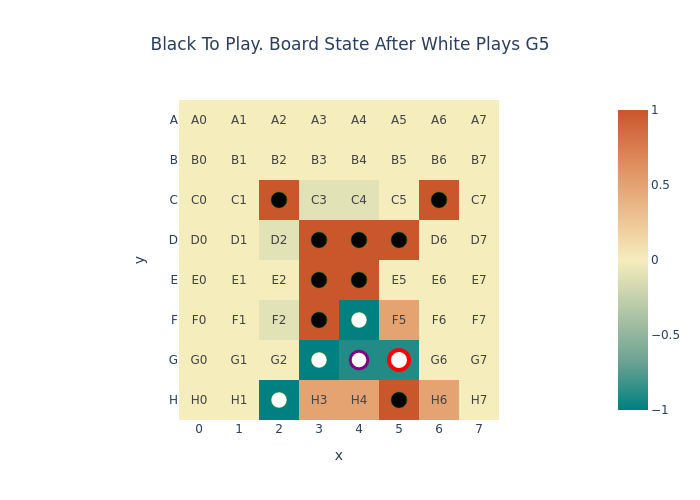 Black To Play. Board State After White Plays G5
A A0 A1 A2 A3 A4 A5 A6 A7 1
B B0 B1 B2 B3 B4 B5 B6 B7
C C0 C1 C3 C4 C5 C7 0.5
D D0 D1 D2 D6 D7
y 0
E E0 E1 E2 E5 E6 E7
F F0 F1 F2 F5 F6 F7 −0.5
G G0 G1 G2 G6 G7
H H0 H1 H3 H4 H6 H7 −1
0 1 2 3 4 5 6 7
x